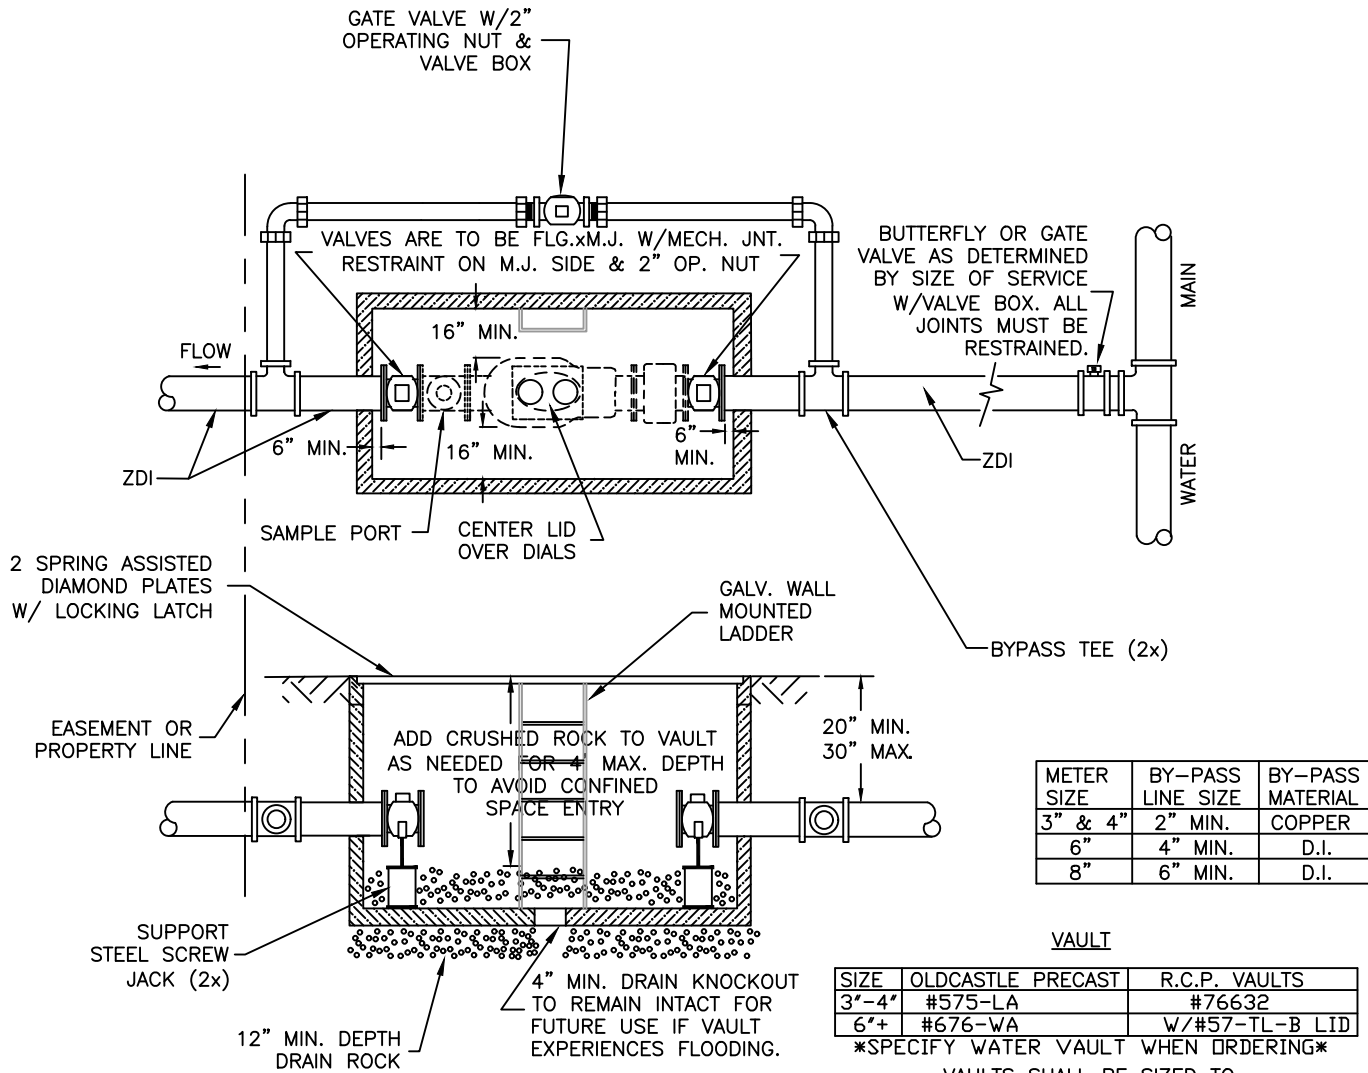 GATE VALVE W/2"
OPERATING NUT &
VALVE BOX
VALVES ARE TO BE FLG.xM.J. W/MECH. JNT.
RESTRAINT ON M.J. SIDE & 2" OP. NUT
BUTTERFLY OR GATE
VALVE AS DETERMINED
BY SIZE OF SERVICE
W/VALVE BOX. ALL
JOINTS MUST BE
RESTRAINED.
MAIN
WATER
FLOW
16" MIN.
6" MIN.
16" MIN.
6"
MIN.
ZDI
ZDI
SAMPLE PORT
CENTER LID
OVER DIALS
2 SPRING ASSISTED
DIAMOND PLATES
W/ LOCKING LATCH
GALV. WALL
MOUNTED
LADDER
BYPASS TEE (2x)
EASEMENT OR
PROPERTY LINE
ADD CRUSHED ROCK TO VAULT
AS NEEDED FOR 4' MAX. DEPTH
TO AVOID CONFINED
SPACE ENTRY
20" MIN.
30" MAX.
METER SIZE BY-PASS LINE SIZE BY-PASS MATERIAL
3" & 4" 2" MIN. COPPER
6" 4" MIN. D.I.
8" 6" MIN. D.I.
SUPPORT
STEEL SCREW
JACK (2x)
12" MIN. DEPTH
DRAIN ROCK
4" MIN. DRAIN KNOCKOUT
TO REMAIN INTACT FOR
FUTURE USE IF VAULT
EXPERIENCES FLOODING.
VAULT
SIZE OLDCASTLE PRECAST R.C.P. VAULTS
3"-4" #575-LA #76632
6"+ #676-WA W/#57-TL-B LID
*SPECIFY WATER VAULT WHEN ORDERING*
VAULTS SHALL BE SIZED TO